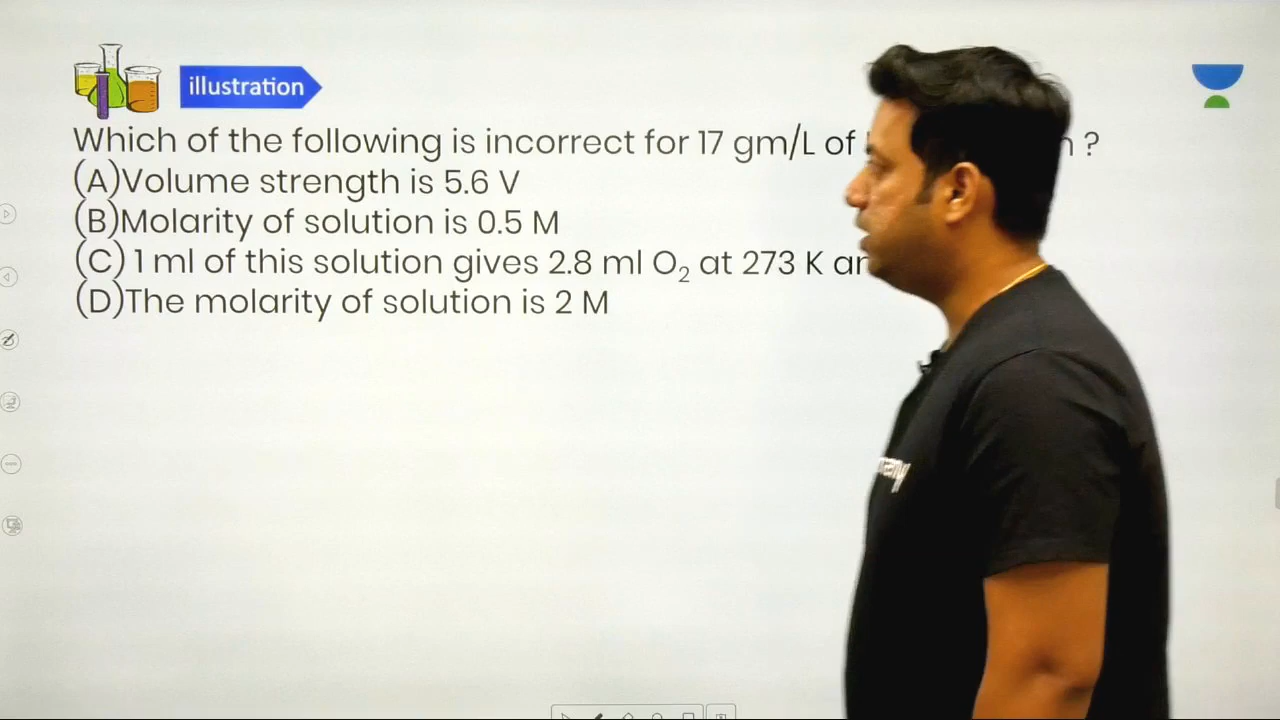 illustration
Which of the following is incorrect for 17 gm/L of ?
(A)Volume strength is 5.6 V
(B)Molarity of solution is 0.5 M
(C) 1 ml of this solution gives 2.8 ml O₂ at 273 K
(D)The molarity of solution is 2 M